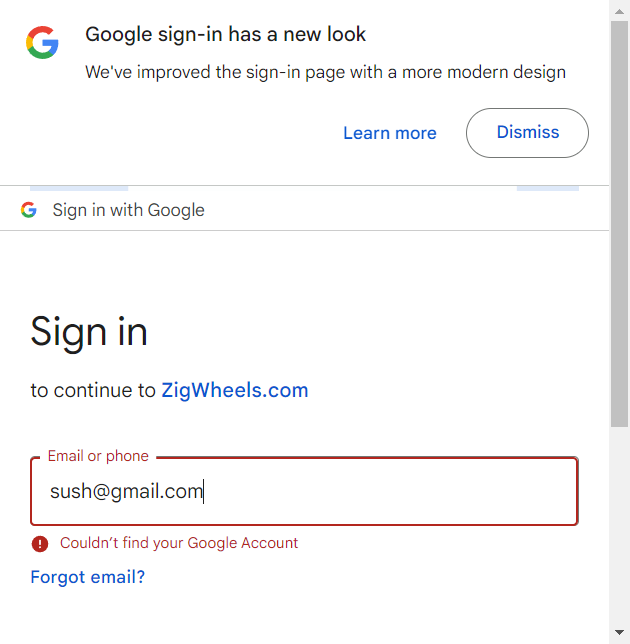 Google sign-in has a new look
We've improved the sign-in page with a more modern design
Learn more
Dismiss
Sign in with Google
Sign in
to continue to ZigWheels.com
Email or phone
sush@gmail.com
Couldn’t find your Google Account
Forgot email?